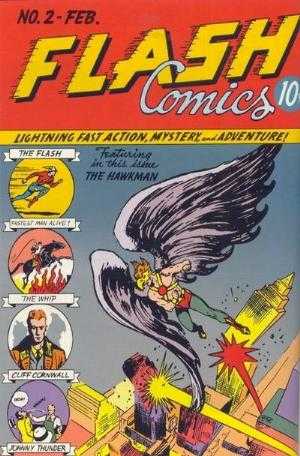 NO. 2 - FEB.
FLASH
Comics
10¢
LIGHTNING FAST ACTION, MYSTERY, and ADVENTURE!
THE FLASH
Featuring
in this issue
THE HAWKMAN
FASTEST MAN ALIVE!
THE WHIP
CLIFF CORNWALL
JOHNNY THUNDER